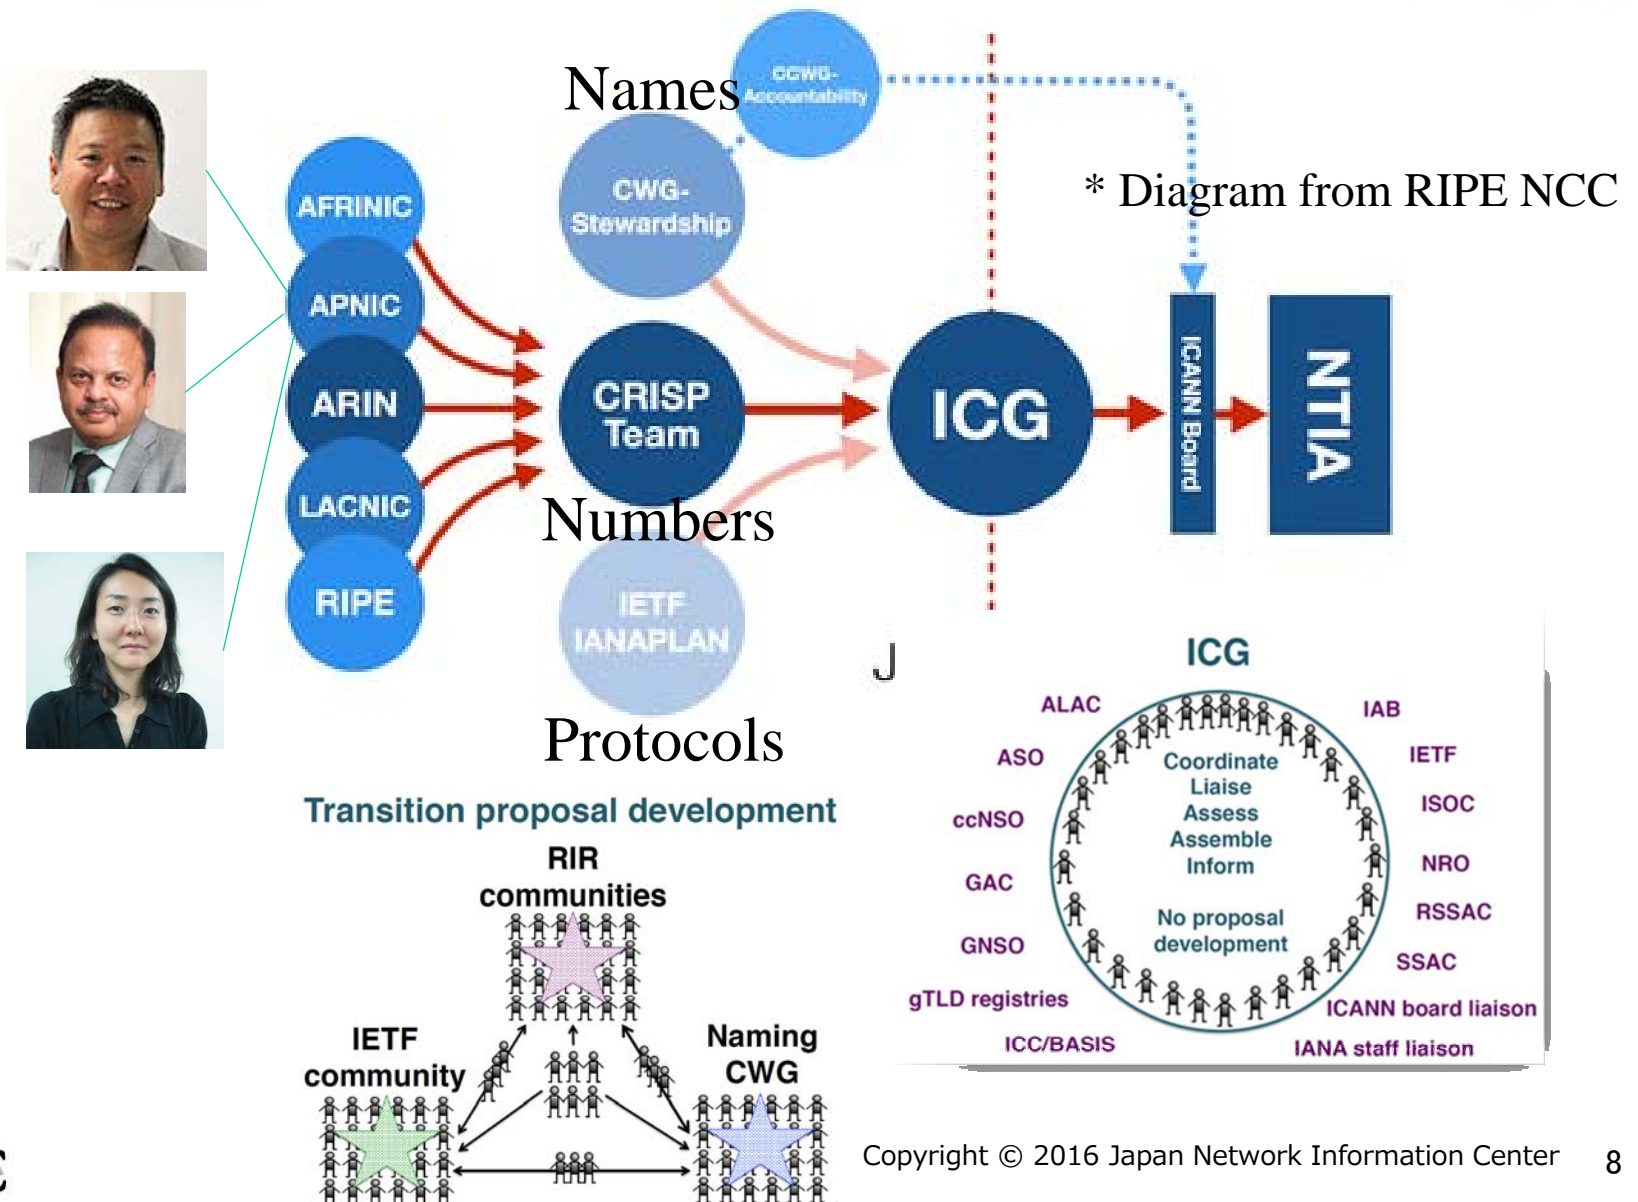 Names
CCWG-
Accountability
* Diagram from RIPE NCC
AFRINIC
CWG-
Stewardship
APNIC
ARIN
CRISP
Team
ICG
ICANN Board
NTIA
LACNIC
Numbers
RIPE
IETF
IANAPLAN
Protocols
J
ICG
ALAC
IAB
ASO
IETF
ccNSO
ISOC
GAC
NRO
GNSO
RSSAC
gTLD registries
SSAC
ICC/BASIS
ICANN board liaison
IANA staff liaison
Coordinate
Liaise
Assess
Assemble
Inform
No proposal
development
Transition proposal development
RIR
communities
IETF
community
Naming
CWG
Copyright © 2016 Japan Network Information Center
8